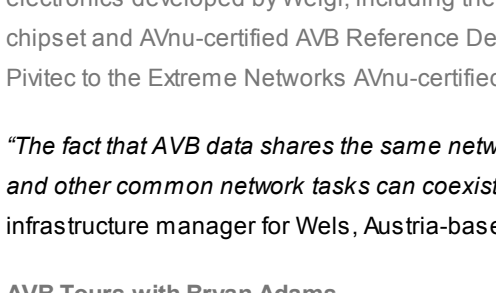 electronics developed by Weigl, including the
chipset and AVnu-certified AVB Reference De
Pivitec to the Extreme Networks AVnu-certified
“The fact that AVB data shares the same netw
and other common network tasks can coexist
infrastructure manager for Wels, Austria-base
AVB Tours with Bryan Adams